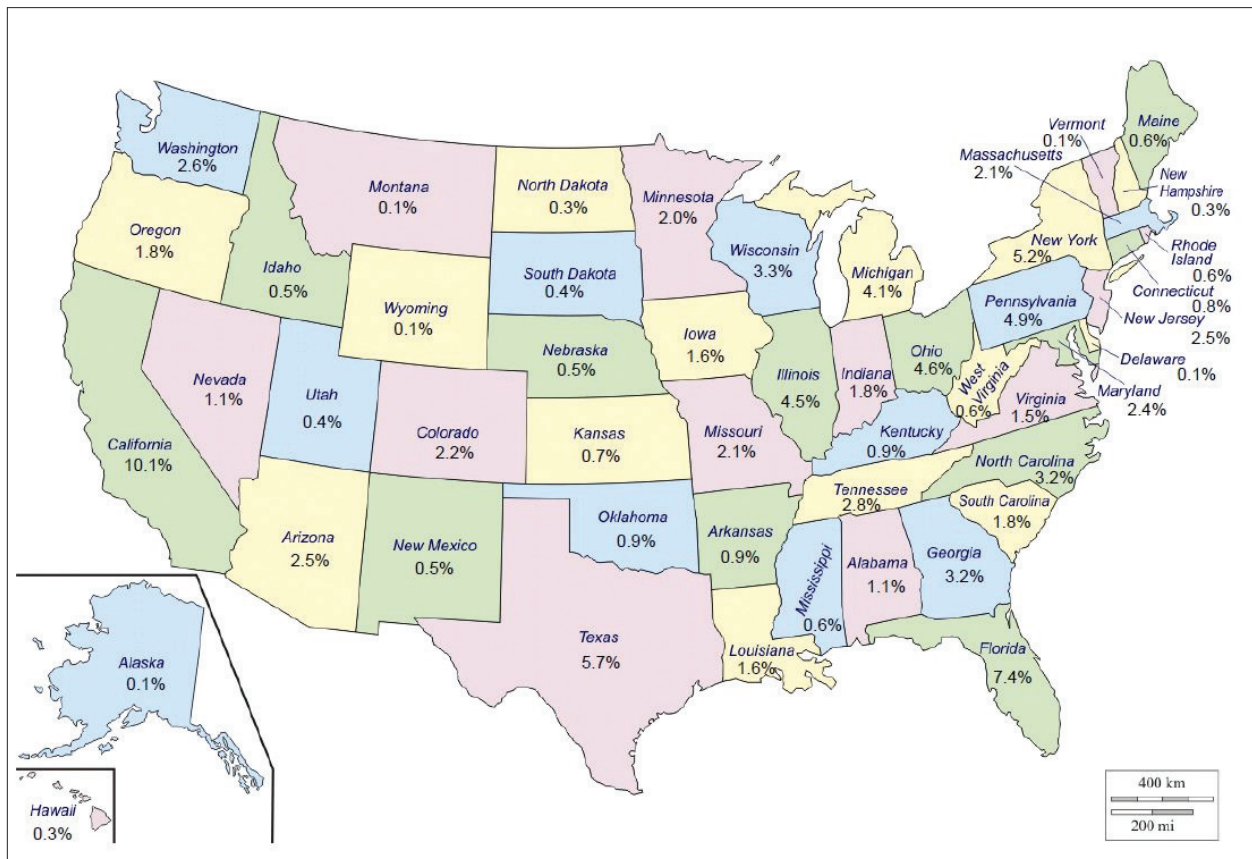 Washington
2.6%
Oregon
1.8%
California
10.1%
Idaho
0.5%
Nevada
1.1%
Montana
0.1%
Wyoming
0.1%
Utah
0.4%
Colorado
2.2%
Arizona
2.5%
New Mexico
0.5%
North Dakota
0.3%
South Dakota
0.4%
Nebraska
0.5%
Kansas
0.7%
Oklahoma
0.9%
Texas
5.7%
Minnesota
2.0%
Iowa
1.6%
Missouri
2.1%
Arkansas
0.9%
Louisiana
1.6%
Wisconsin
3.3%
Illinois
4.5%
Michigan
4.1%
Indiana
1.8%
Ohio
4.6%
Kentucky
0.9%
Tennessee
2.8%
Mississippi
0.6%
Alabama
1.1%
Georgia
3.2%
Florida
7.4%
South Carolina
1.8%
North Carolina
3.2%
Virginia
1.5%
West
Virginia
0.6%
Pennsylvania
4.9%
New York
5.2%
Vermont
0.1%
Maine
0.6%
Massachusetts
2.1%
New
Hampshire
0.3%
Rhode
Island
0.6%
Connecticut
0.8%
New Jersey
2.5%
Delaware
0.1%
Maryland
2.4%
Alaska
0.1%
Hawaii
0.3%
400 km
200 mi